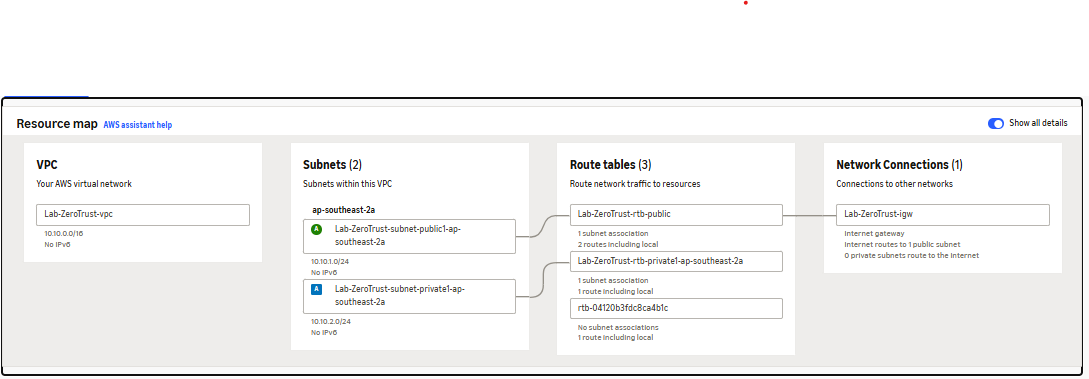 Resource map AWS assistant help
Show all details
VPC
Your AWS virtual network
Lab-ZeroTrust-vpc
10.10.0.0/16
No IPv6
Subnets (2)
Subnets within this VPC
ap-southeast-2a
A
Lab-ZeroTrust-subnet-public1-ap-
southeast-2a
10.10.1.0/24
No IPv6
A
Lab-ZeroTrust-subnet-private1-ap-
southeast-2a
10.10.2.0/24
No IPv6
Route tables (3)
Route network traffic to resources
Lab-ZeroTrust-rtb-public
1 subnet association
2 routes including local
Lab-ZeroTrust-rtb-private1-ap-southeast-2a
1 subnet association
1 route including local
rtb-04120b3fdc8ca4b1c
No subnet associations
1 route including local
Network Connections (1)
Connections to other networks
Lab-ZeroTrust-igw
Internet gateway
Internet routes to 1 public subnet
0 private subnets route to the Internet